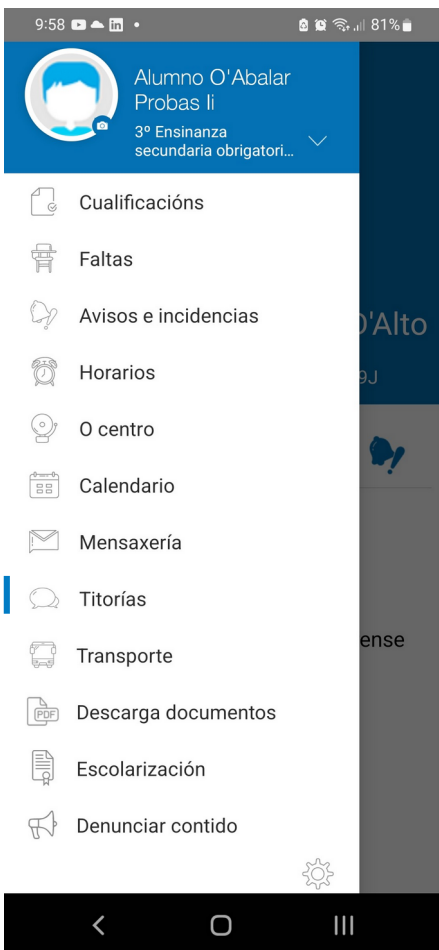 9:58
81%
Alumno O'Abalar
Probas Ii
3º Ensinanza
secundaria obrigatori...
Cualificacións
Faltas
Avisos e incidencias
Horarios
O centro
Calendario
Mensaxería
Titorías
Transporte
PDF Descarga documentos
Escolarización
Denunciar contido
O'Alto
9J
ense